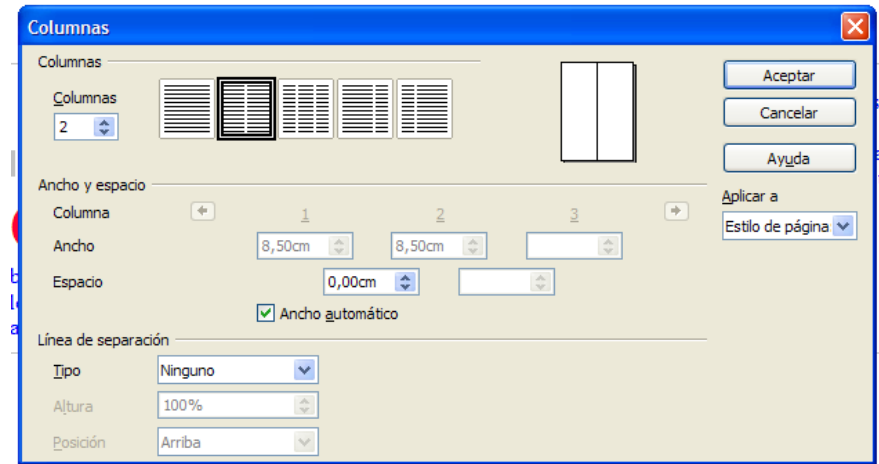 Columnas
Columnas
Columnas
2
Aceptar
Cancelar
Ayuda
Aplicar a
Estilo de página
Ancho y espacio
Columna 1 2 3
Ancho 8,50cm 8,50cm
Espacio 0,00cm
Ancho automático
Línea de separación
Tipo Ninguno
Altura 100%
Posición Arriba